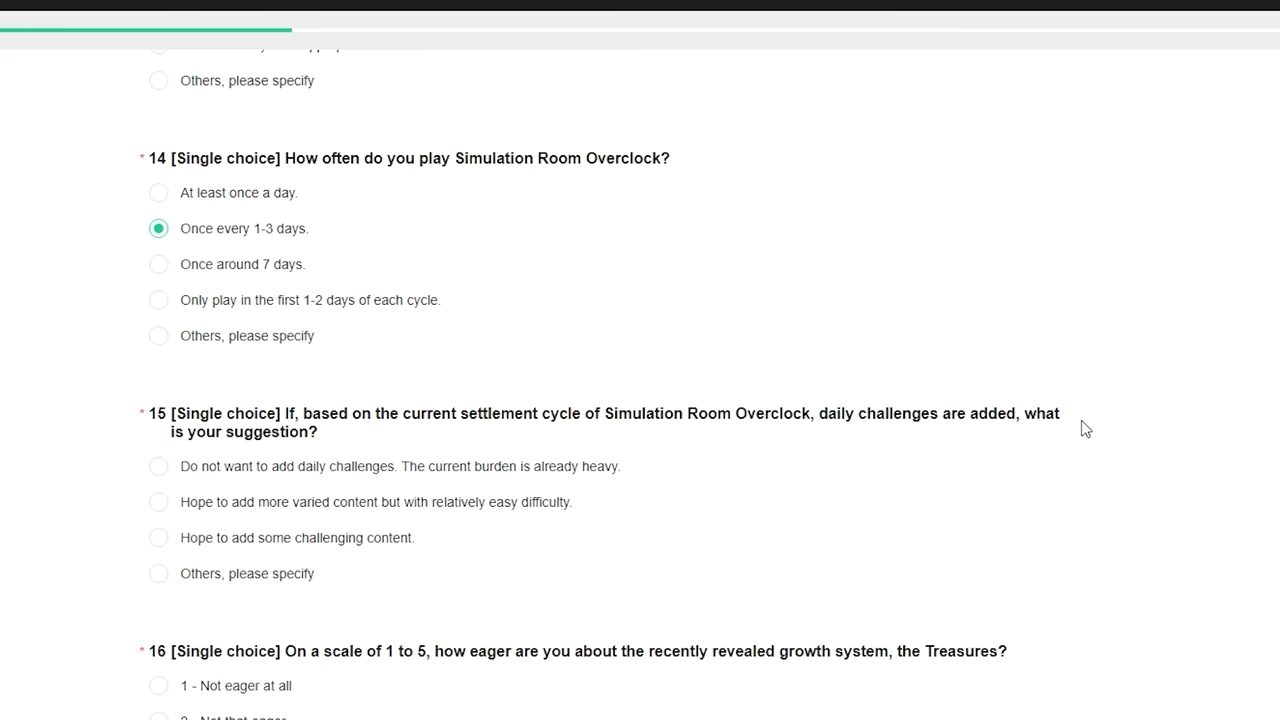 Others, please specify
* 14 [Single choice] How often do you play Simulation Room Overclock?
At least once a day.
Once every 1-3 days.
Once around 7 days.
Only play in the first 1-2 days of each cycle.
Others, please specify
* 15 [Single choice] If, based on the current settlement cycle of Simulation Room Overclock, daily challenges are added, what
is your suggestion?
Do not want to add daily challenges. The current burden is already heavy.
Hope to add more varied content but with relatively easy difficulty.
Hope to add some challenging content.
Others, please specify
* 16 [Single choice] On a scale of 1 to 5, how eager are you about the recently revealed growth system, the Treasures?
1 - Not eager at all
2 - Not that eager